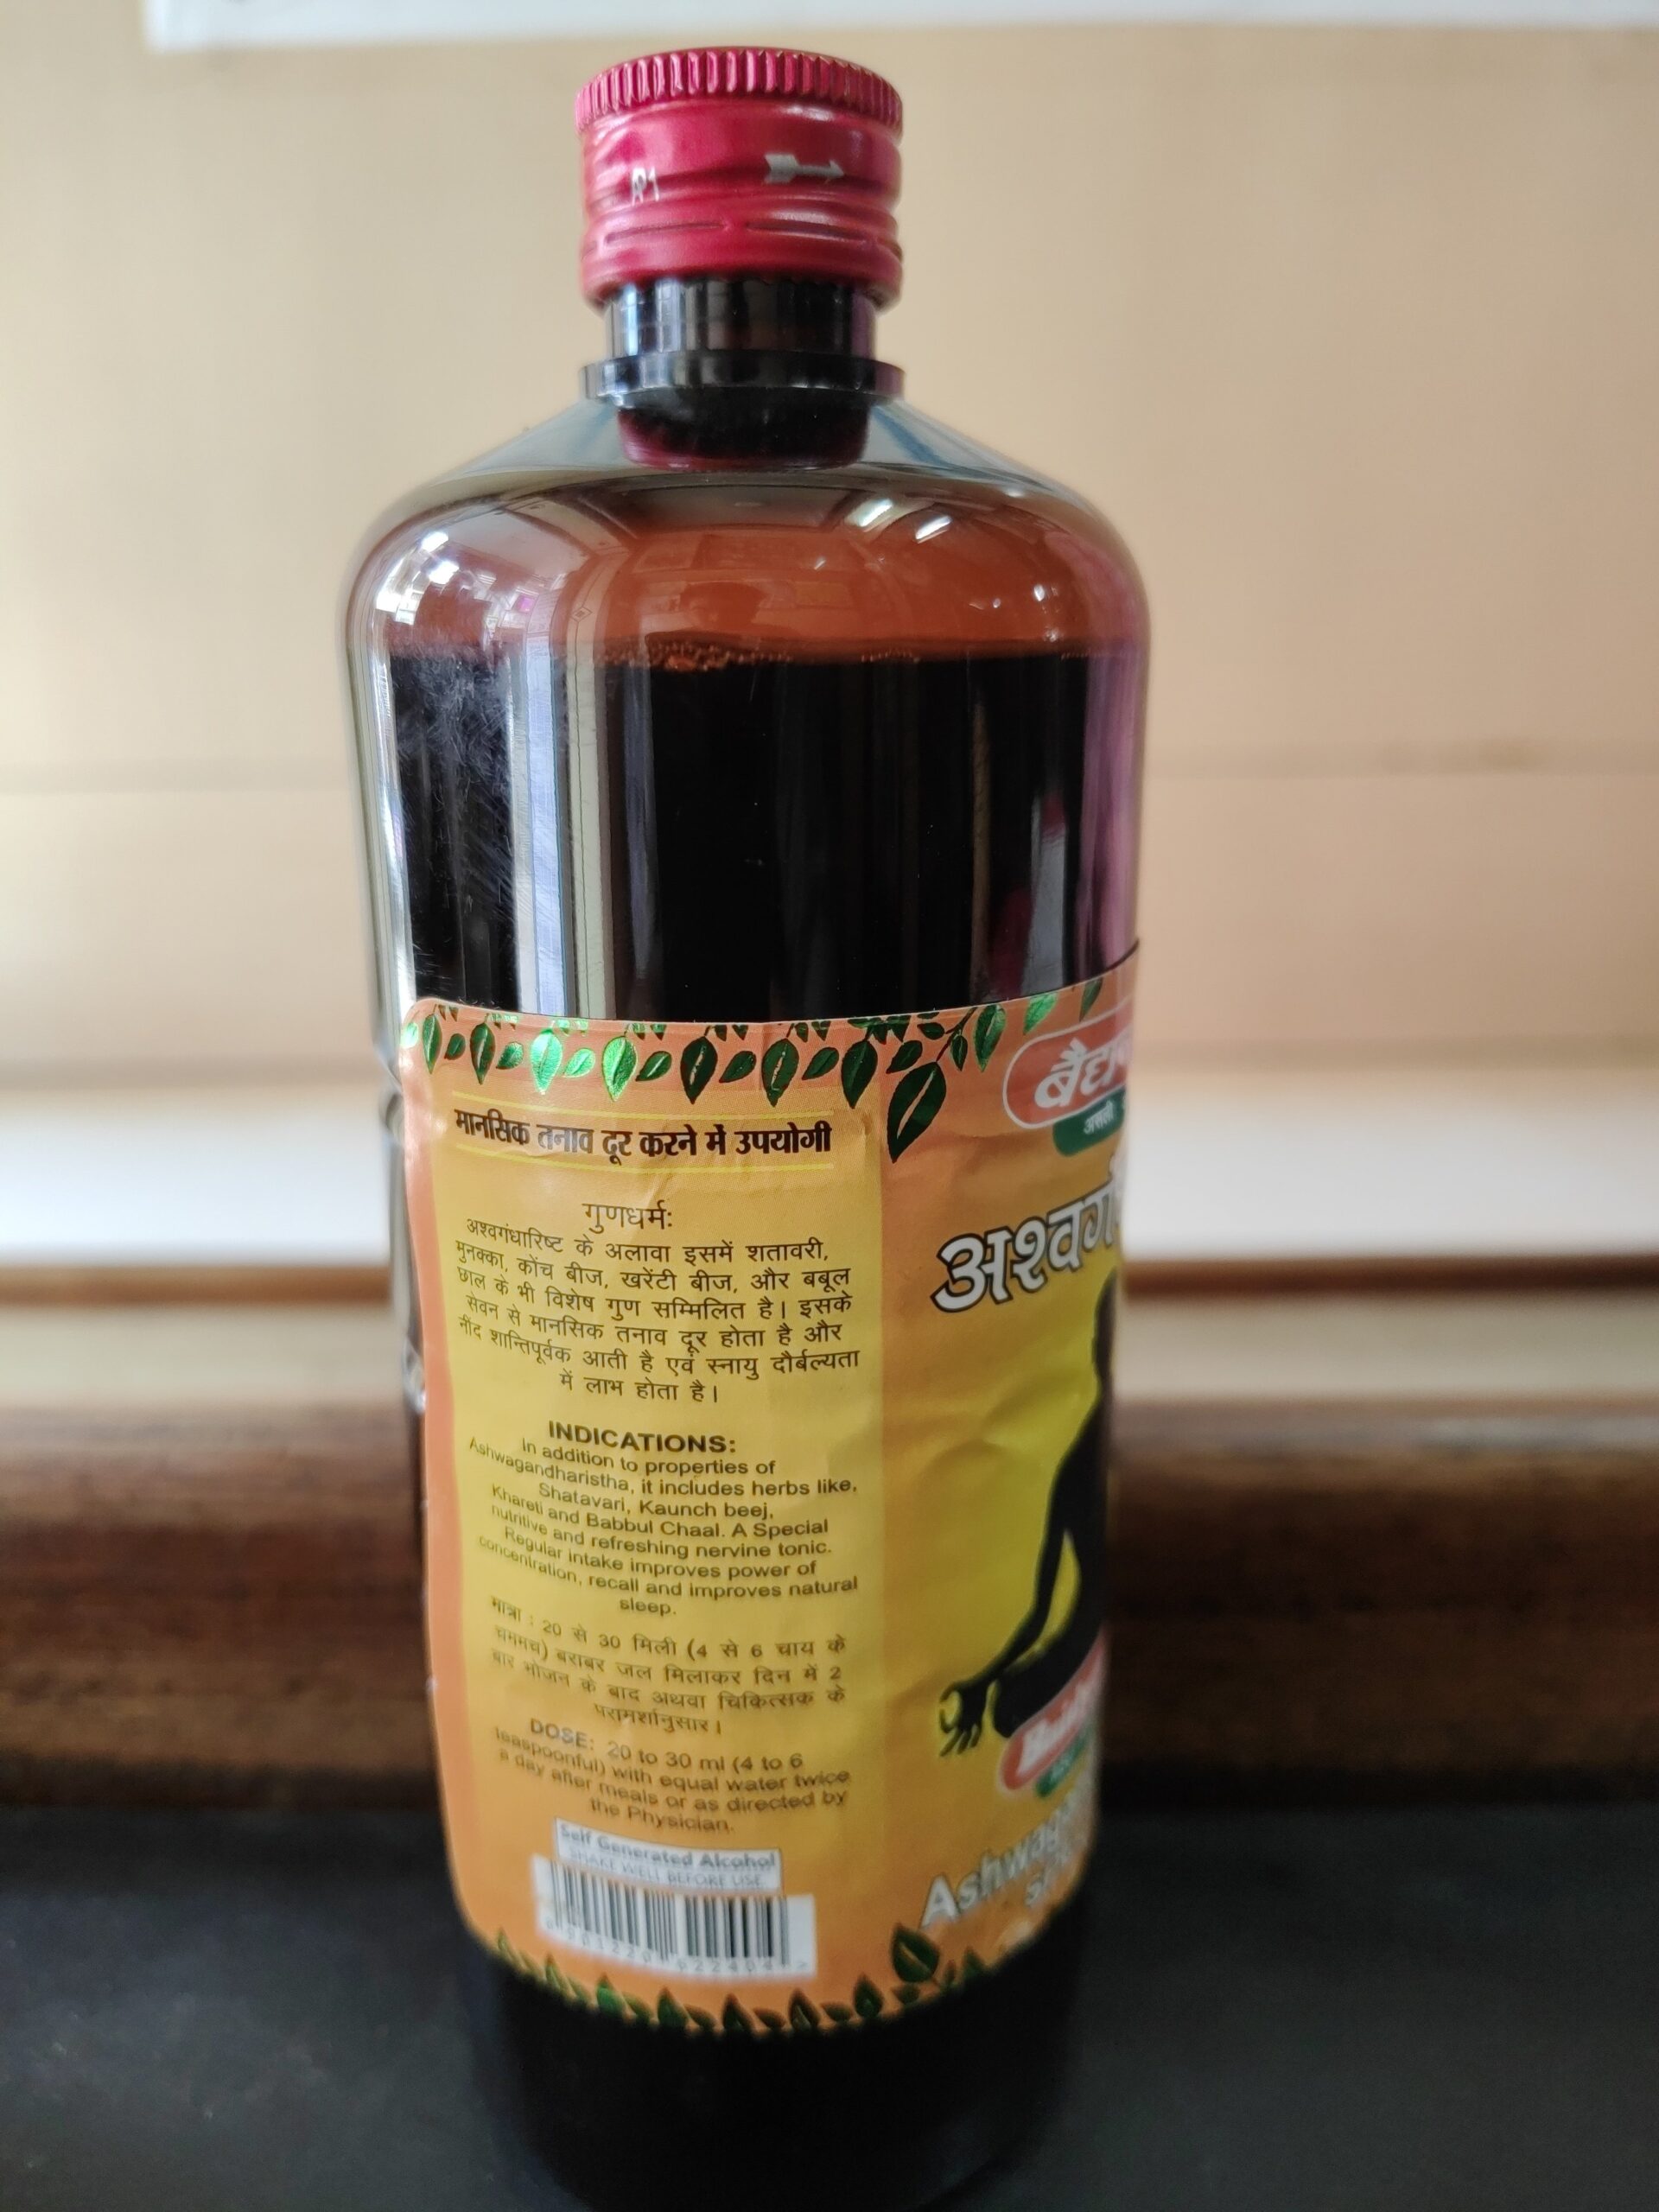 मानसिक तनाव दूर करने में उपयोगी
गुणधर्म:
अश्वगंधारिष्ट के अलावा इसमें शतावरी,
मुनक्का, कोंच बीज, खरेंटी बीज, और बबूल
छाल के भी विशेष गुण सम्मिलित है। इसके
सेवन से मानसिक तनाव दूर होता है और
नींद शान्तिपूर्वक आती है एवं स्नायु दौर्बल्यता
में लाभ होता है।
INDICATIONS:
In addition to properties of
Ashwagandharistha, it includes herbs like,
Shatavari, Kaunch beej,
Khareti and Babbul Chaal. A Special
nutritive and refreshing nervine tonic.
Regular intake improves power of
concentration, recall and improves natural
sleep.
मात्रा : 20 से 30 मिली (4 से 6 चाय के
चममच) बराबर जल मिलाकर दिन में 2
बार भोजन के बाद अथवा चिकित्सक के
परामर्शानुसार।
DOSE: 20 to 30 ml (4 to 6
teaspoonful) with equal water twice
a day after meals or as directed by
the Physician.
Self Generated Alcohol
SHAKE WELL BEFORE USE
बैद्य
असली
अश्वगं